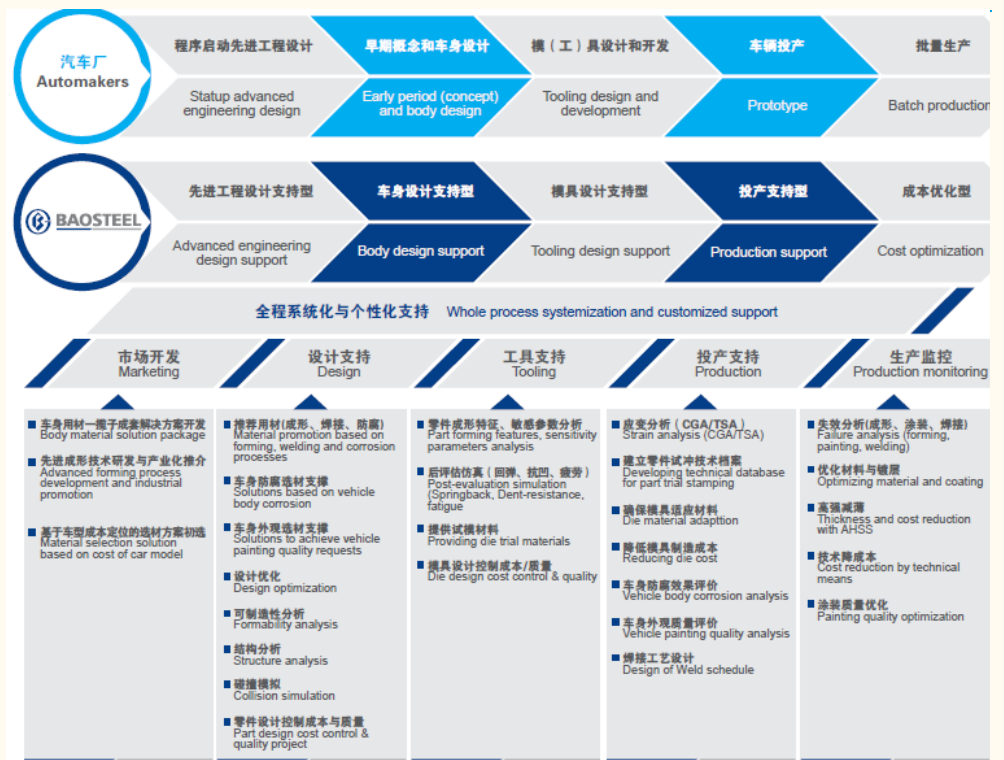 汽车厂
Automakers
程序启动先进工程设计
早期概念和车身设计
模（工）具设计和开发
车辆投产
批量生产
Statup advanced
engineering design
Early period (concept)
and body design
Tooling design and
development
Prototype
Batch production
BAOSTEEL
先进工程设计支持型
车身设计支持型
模具设计支持型
投产支持型
成本优化型
Advanced engineering
design support
Body design support
Tooling design support
Production support
Cost optimization
全程系统化与个性化支持 Whole process systemization and customized support
市场开发
Marketing
设计支持
Design
工具支持
Tooling
投产支持
Production
生产监控
Production monitoring
车身用材一揽子成套解决方案开发
Body material solution package
先进成形技术研发与产业化推介
Advanced forming process
development and industrial
promotion
基于车型成本定位的选材方案初选
Material selection solution
based on cost of car model
推荐用材(成形、焊接、防腐)
Material promotion based on
forming, welding and corrosion
processes
车身防腐选材支撑
Solutions based on vehicle
body corrosion
车身外观选材支撑
Solutions to achieve vehicle
painting quality requests
设计优化
Design optimization
可制造性分析
Formability analysis
结构分析
Structure analysis
碰撞模拟
Collision simulation
零件设计控制成本与质量
Part design cost control &
quality project
零件成形特征、敏感参数分析
Part forming features, sensitivity
parameters analysis
后评估仿真（回弹、抗凹、疲劳）
Post-evaluation simulation
(Springback, Dent-resistance,
fatigue
提供试模材料
Providing die trial materials
模具设计控制成本/质量
Die design cost control & quality
应变分析（CGA/TSA）
Strain analysis (CGA/TSA)
建立零件试冲技术档案
Developing technical database
for part trial stamping
确保模具适应材料
Die material adapttion
降低模具制造成本
Reducing die cost
车身防腐效果评价
Vehicle body corrosion analysis
车身外观质量评价
Vehicle painting quality analysis
焊接工艺设计
Design of Weld schedule
失效分析(成形、涂装、焊接)
Failure analysis (forming,
painting, welding)
优化材料与镀层
Optimizing material and coating
高强减薄
Thickness and cost reduction
with AHSS
技术降成本
Cost reduction by technical
means
涂装质量优化
Painting quality optimization